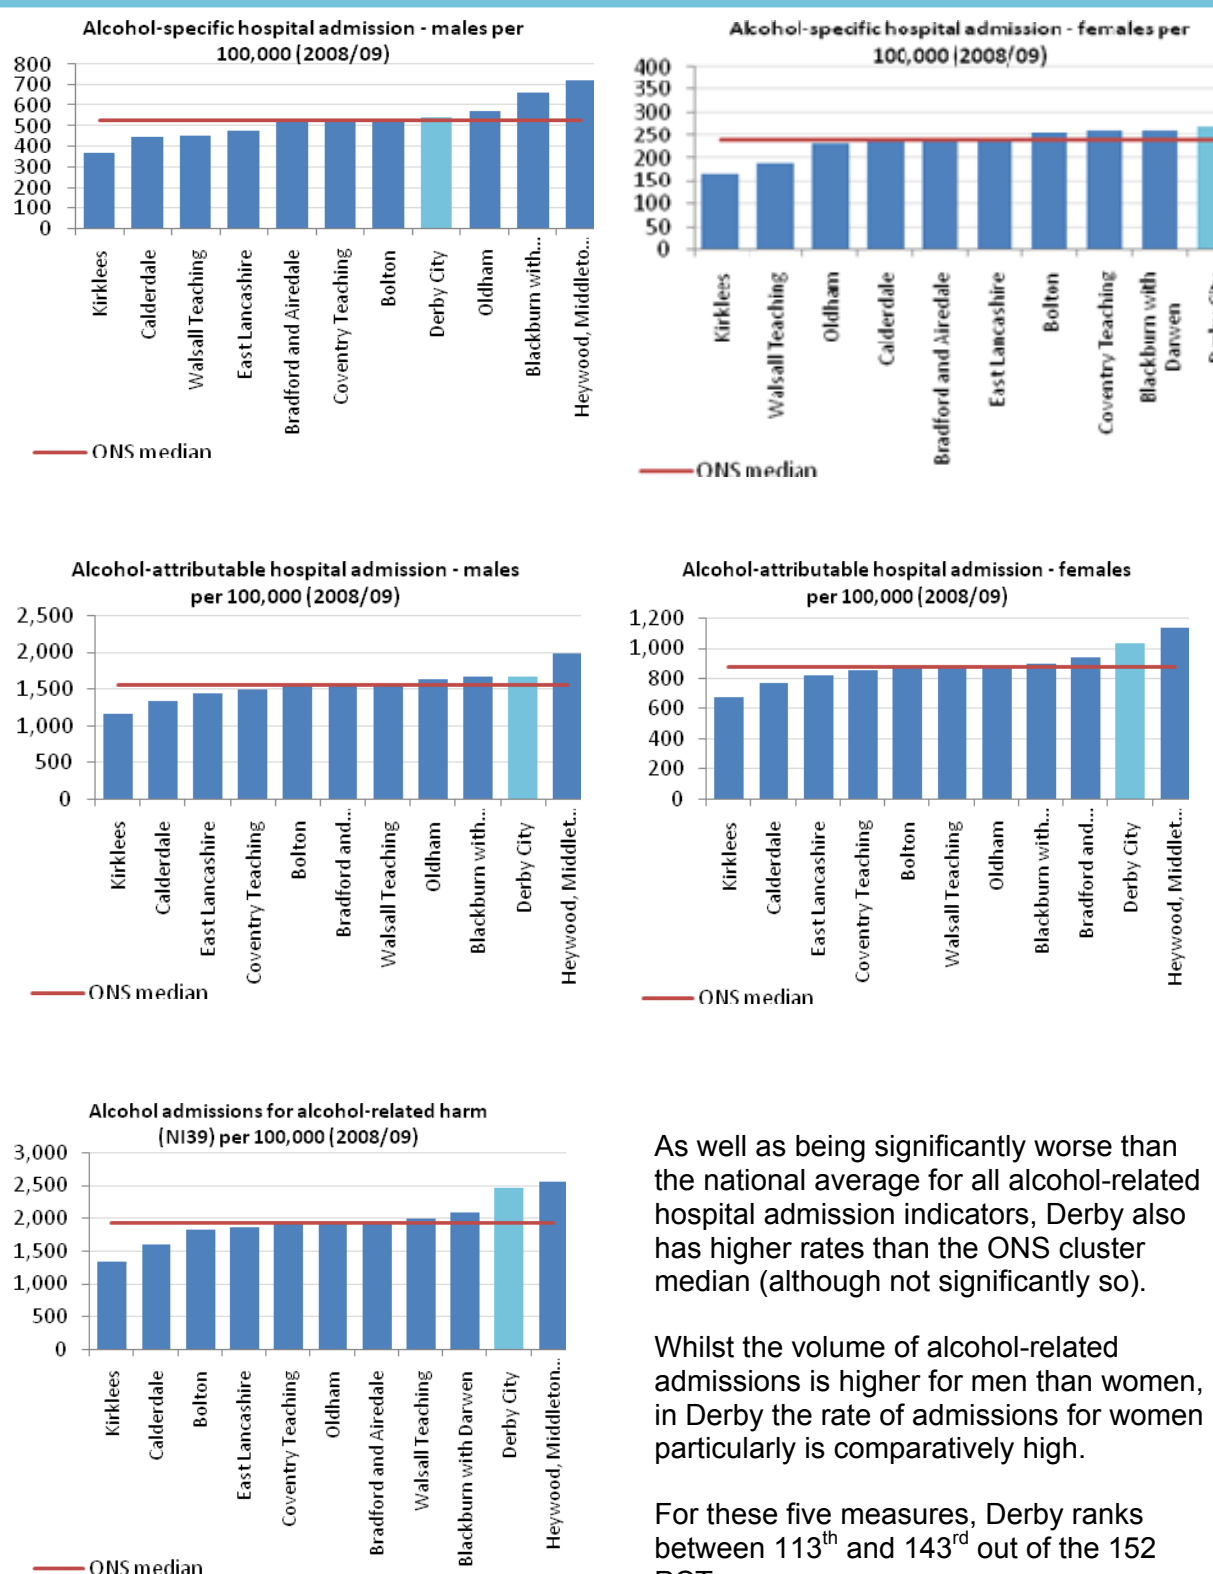 Alcohol-specific hospital admission - males per
100,000 (2008/09)
800
700
600
500
400
300
200
100
0
Kirklees
Calderdale
Walsall Teaching
East Lancashire
Bradford and Airedale
Coventry Teaching
Bolton
Derby City
Oldham
Blackburn with...
Heywood, Middleto...
ONS median
Alcohol-specific hospital admission - females per
100,000 (2008/09)
400
350
300
250
200
150
100
50
0
Kirklees
Walsall Teaching
Oldham
Calderdale
Bradford and Airedale
East Lancashire
Bolton
Coventry Teaching
Blackburn with
Darwen
ONS median
Alcohol-attributable hospital admission - males
per 100,000 (2008/09)
2,500
2,000
1,500
1,000
500
0
Kirklees
Calderdale
East Lancashire
Coventry Teaching
Bolton
Bradford and...
Walsall Teaching
Oldham
Blackburn with...
Derby City
Heywood, Middlet...
ONS median
Alcohol-attributable hospital admission - females
per 100,000 (2008/09)
1,200
1,000
800
600
400
200
0
Kirklees
Calderdale
East Lancashire
Coventry Teaching
Bolton
Walsall Teaching
Oldham
Blackburn with...
Bradford and...
Derby City
Heywood, Middlet...
ONS median
Alcohol admissions for alcohol-related harm
(NI39) per 100,000 (2008/09)
3,000
2,500
2,000
1,500
1,000
500
0
Kirklees
Calderdale
Bolton
East Lancashire
Coventry Teaching
Oldham
Bradford and Airedale
Walsall Teaching
Blackburn with Darwen
Derby City
Heywood, Middleton...
ONS median
As well as being significantly worse than
the national average for all alcohol-related
hospital admission indicators, Derby also
has higher rates than the ONS cluster
median (although not significantly so).
Whilst the volume of alcohol-related
admissions is higher for men than women,
in Derby the rate of admissions for women
particularly is comparatively high.
For these five measures, Derby ranks
between 113th and 143rd out of the 152